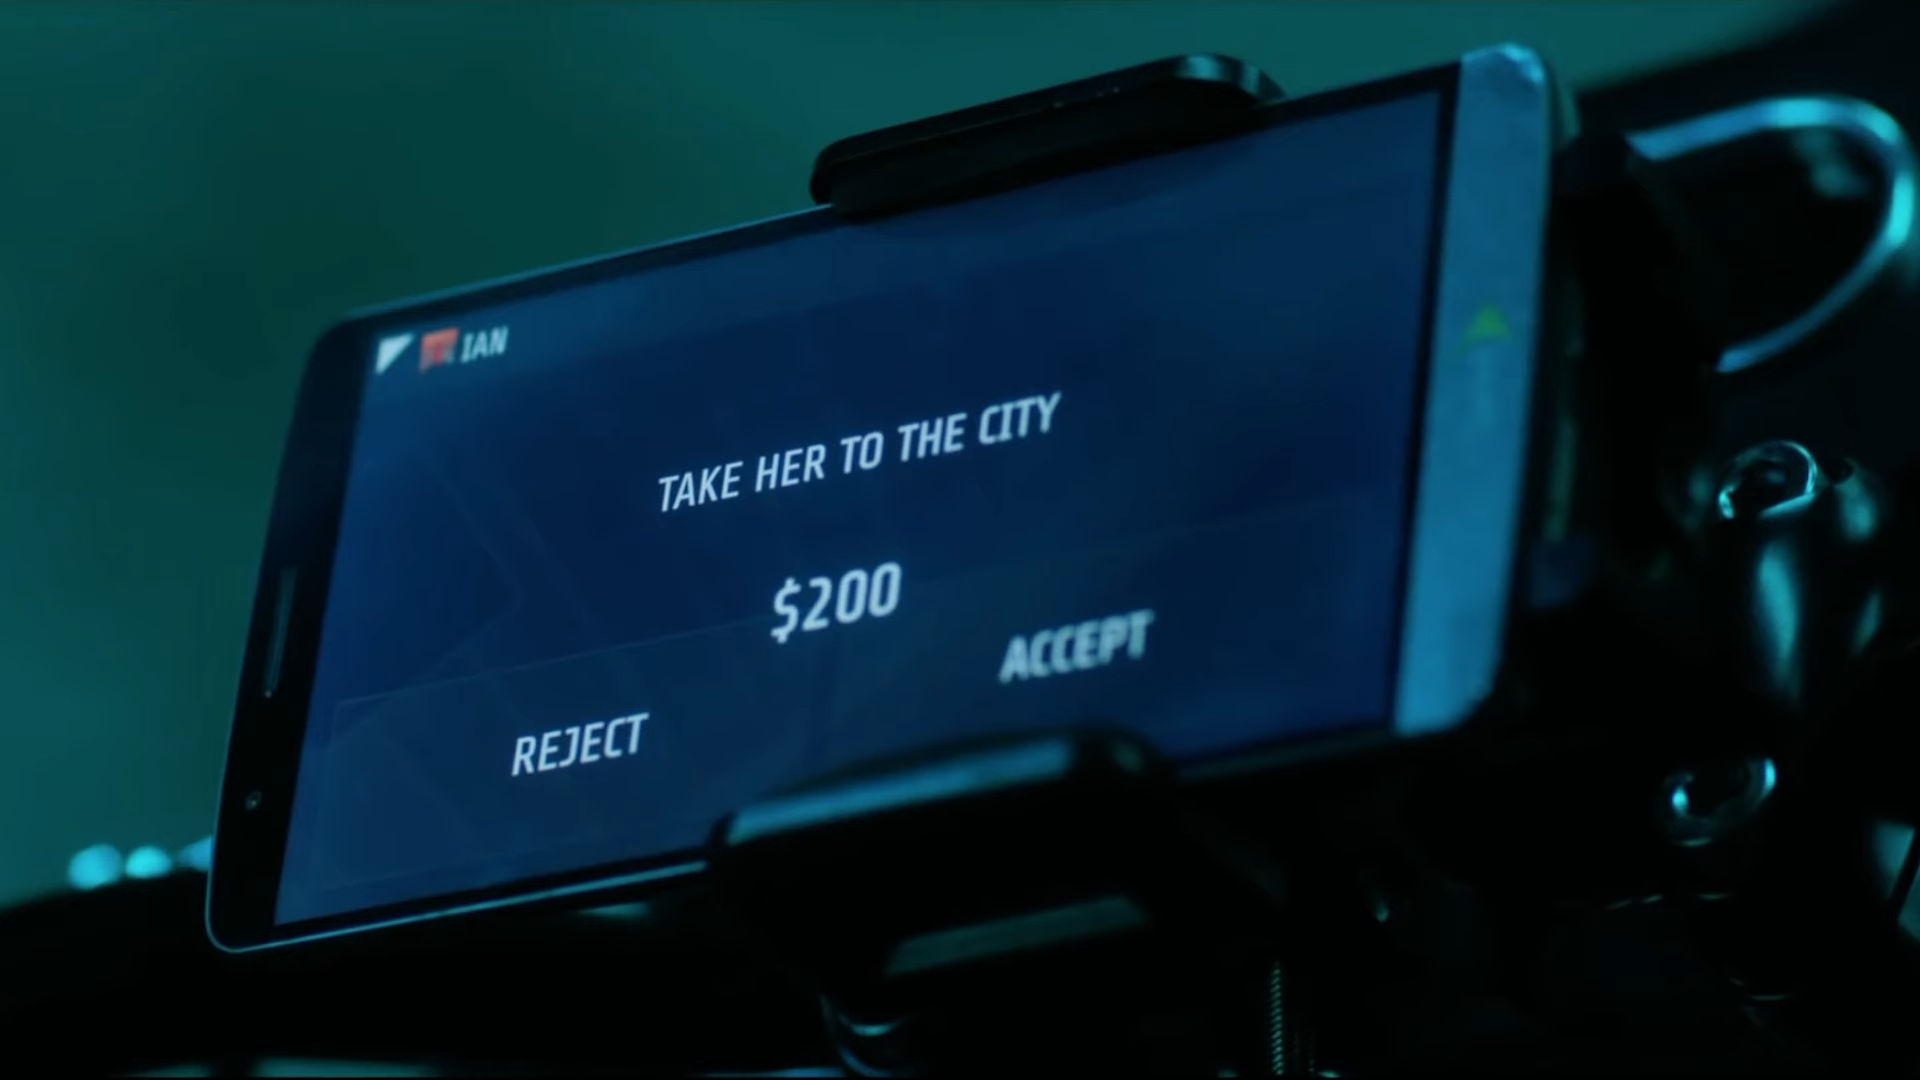 IAN
TAKE HER TO THE CITY
$200
ACCEPT
REJECT